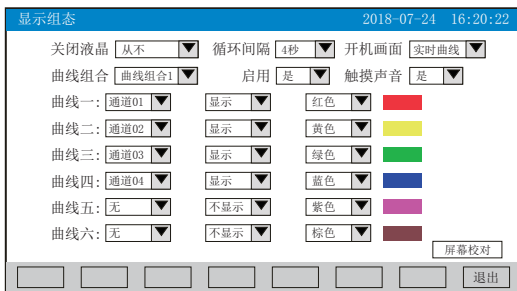 显示组态 2018-07-24 16:20:22
关闭液晶 从不 循环间隔 4秒 开机画面 实时曲线
曲线组合 曲线组合1 启用 是 触摸声音 是
曲线一: 通道01 显示 红色
曲线二: 通道02 显示 黄色
曲线三: 通道03 显示 绿色
曲线四: 通道04 显示 蓝色
曲线五: 无 不显示 紫色
曲线六: 无 不显示 棕色
屏幕校对
退出